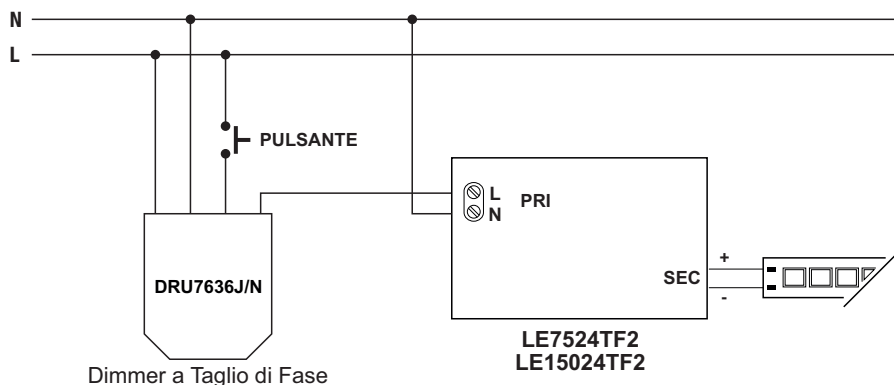 N
L
PULSANTE
L
N
PRI
DRU7636J/N
SEC
+
-
LE7524TF2
LE15024TF2
Dimmer a Taglio di Fase